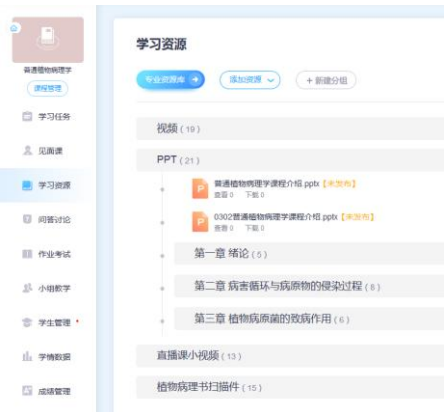 普通植物病理学
课程管理
学习任务
见面课
学习资源
问答讨论
作业考试
小组教学
学生管理
学情数据
成绩管理
学习资源
专业资源库
添加资源
+ 新建分组
视频 (19)
PPT (21)
普通植物病理学课程介绍.pptx【未发布】
查看 0 下载 0
0302普通植物病理学课程介绍.pptx【未发布】
查看 0 下载 0
第一章 绪论 (5)
第二章 病害循环与病原物的侵染过程 (8)
第三章 植物病原菌的致病作用 (6)
直播课小视频 (13)
植物病理书扫描件 (15)